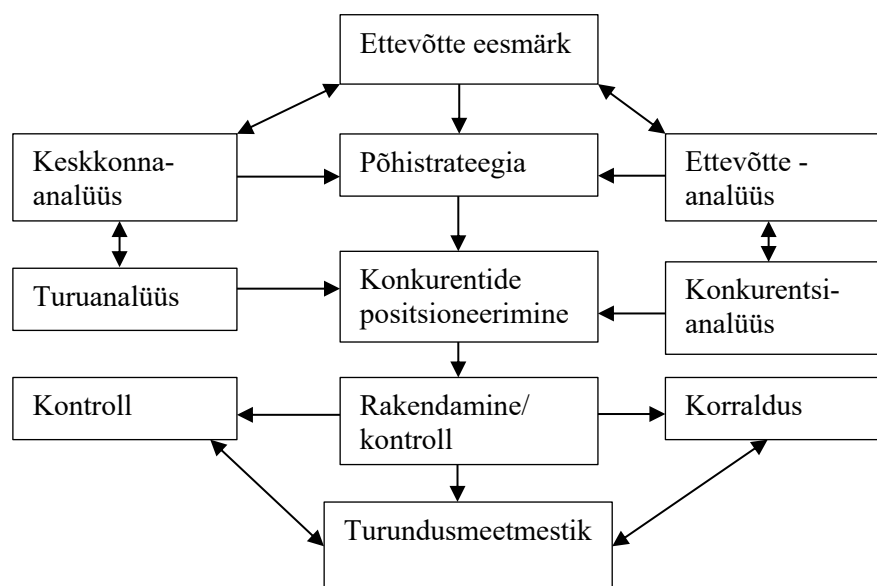 Ettevõtte eesmärk
Keskkonna-
analüüs
Põhistrateegia
Ettevõtte -
analüüs
Turuanalüüs
Konkurentide
positsioneerimine
Konkurentsi-
analüüs
Kontroll
Rakendamine/
kontroll
Korraldus
Turundusmeetmestik